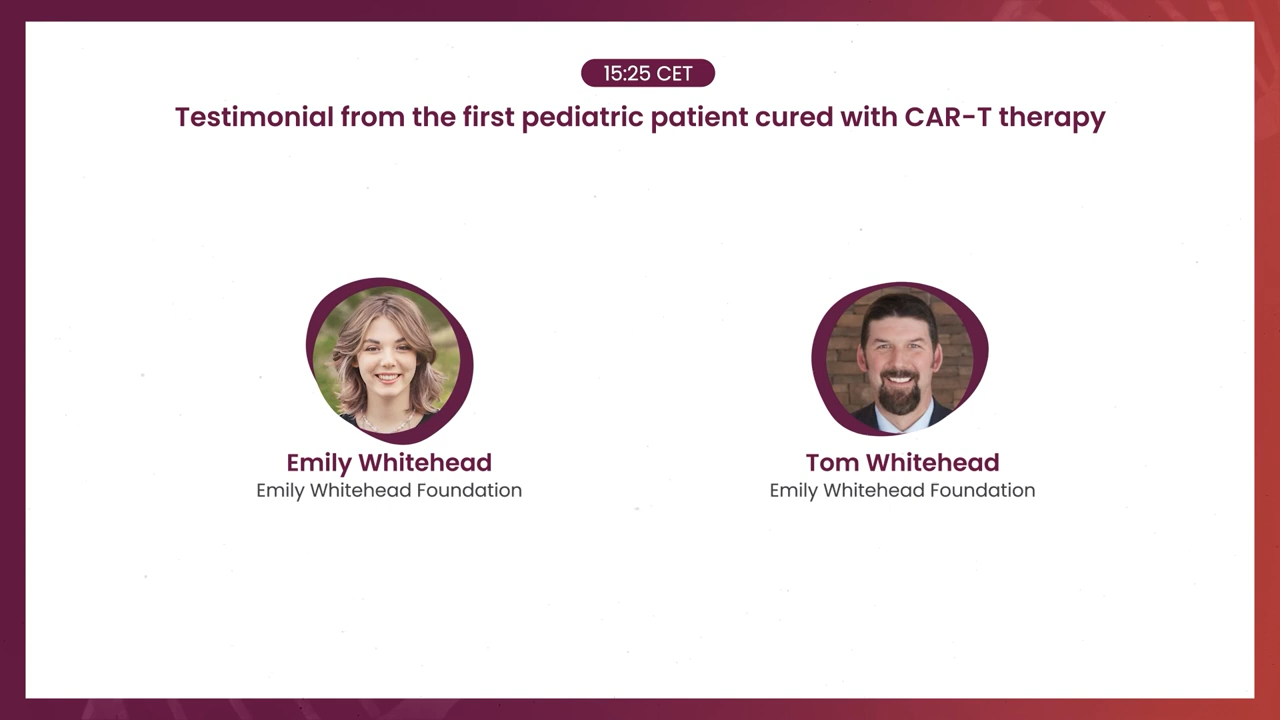 15:25 CET
Testimonial from the first pediatric patient cured with CAR-T therapy
Emily Whitehead
Emily Whitehead Foundation
Tom Whitehead
Emily Whitehead Foundation